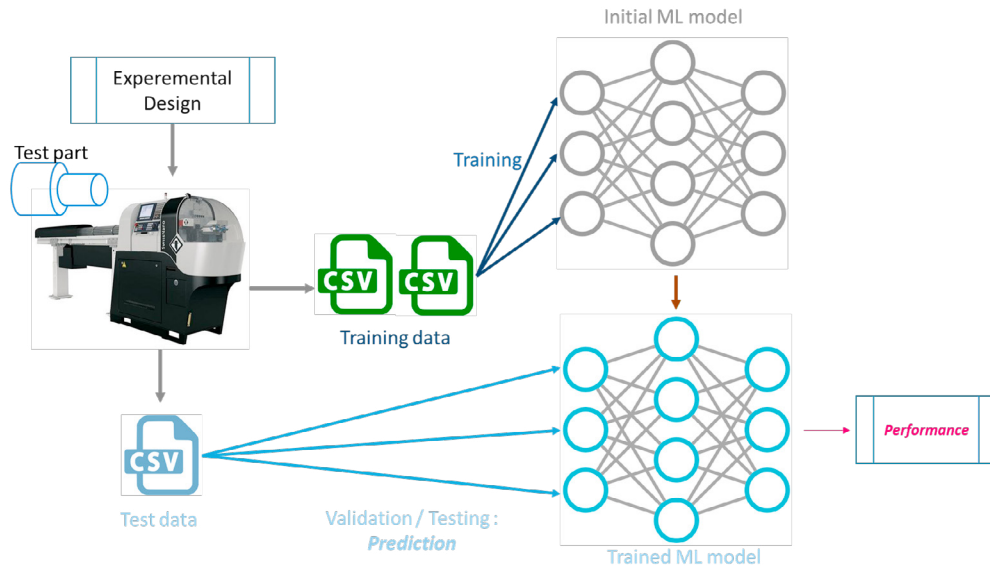 Initial ML model
Experemental
Design
Test part
Training
CSV
CSV
Training data
CSV
Test data
Validation / Testing :
Prediction
Performance
Trained ML model